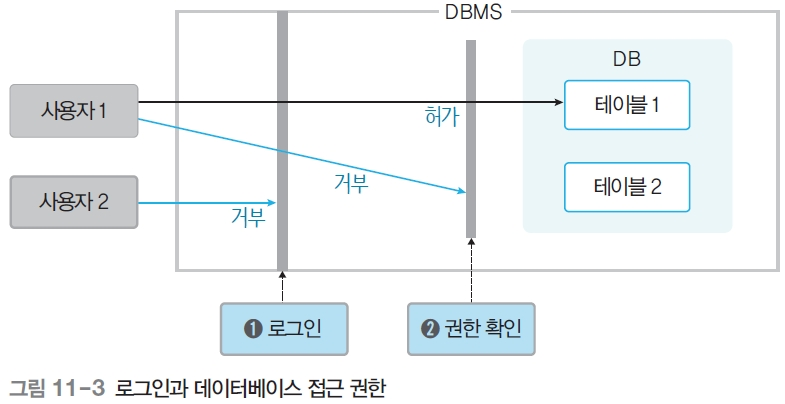 DBMS
DB
사용자 1
테이블 1
허가
거부
테이블 2
사용자 2
거부
❶ 로그인
❷ 권한 확인
그림 11-3 로그인과 데이터베이스 접근 권한